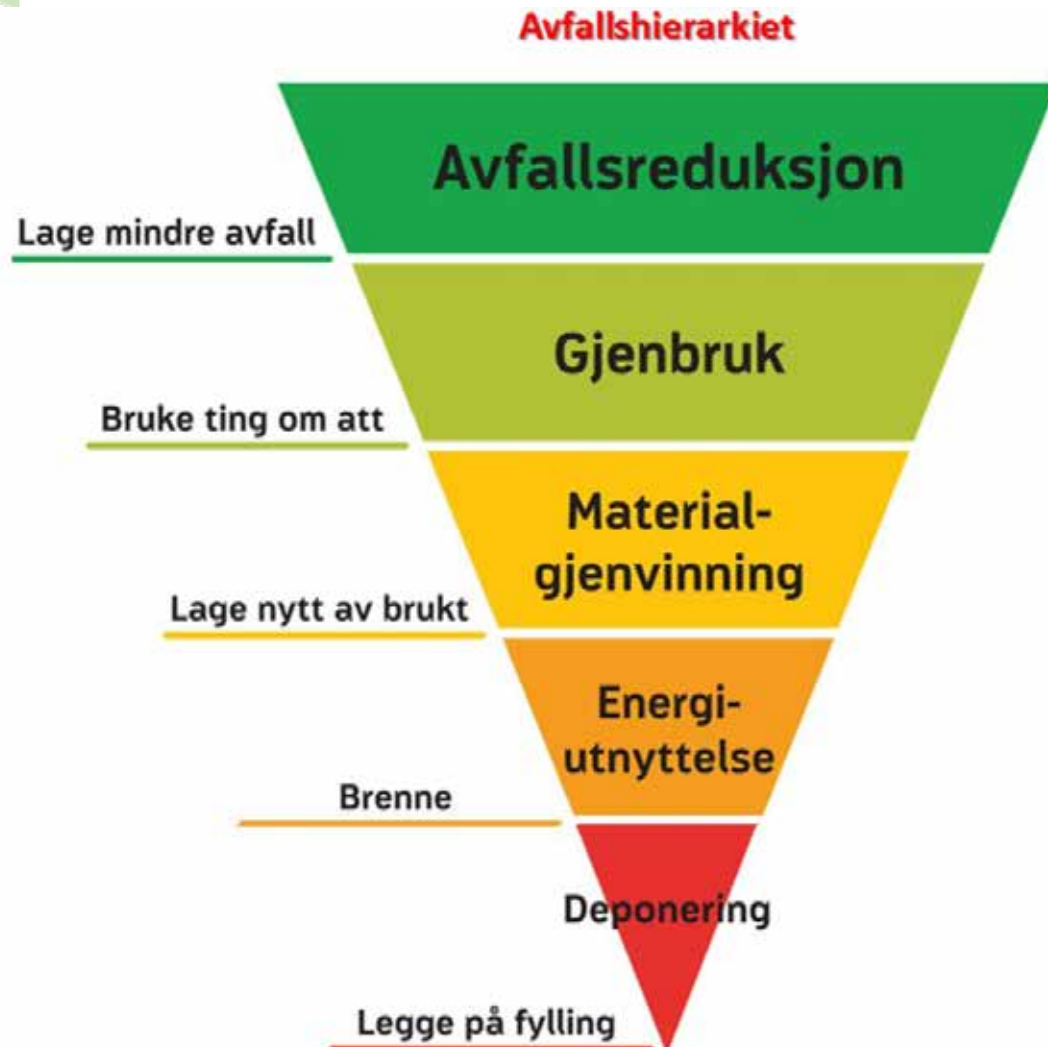 Avfallshierarkiet
Avfallsreduksjon
Lage mindre avfall
Gjenbruk
Bruke ting om att
Material-
gjenvinning
Lage nytt av brukt
Energi-
utnyttelse
Brenne
Deponering
Legge på fylling